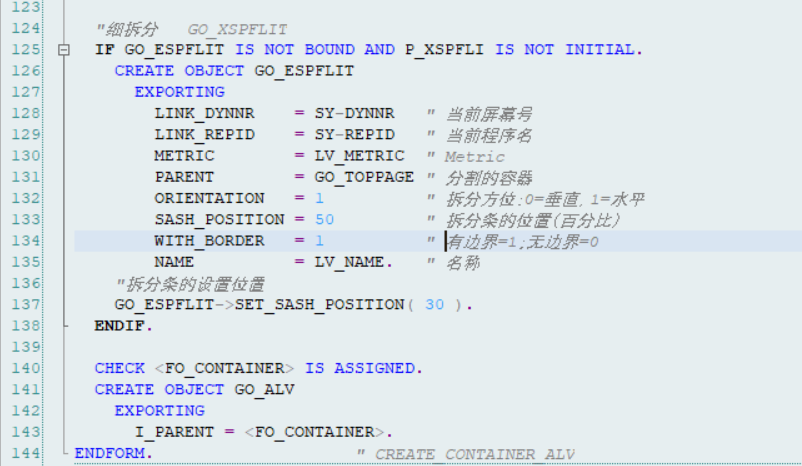 123
124 "细拆分 GO_XSPFLIT
125 IF GO_ESPFLIT IS NOT BOUND AND P_XSPFLI IS NOT INITIAL.
126 CREATE OBJECT GO_ESPFLIT
127 EXPORTING
128 LINK_DYNNR = SY-DYNNR " 当前屏幕号
129 LINK_REPID = SY-REPID " 当前程序名
130 METRIC = LV_METRIC " Metric
131 PARENT = GO_TOPPAGE " 分割的容器
132 ORIENTATION = 1 " 拆分方位:0=垂直, 1=水平
133 SASH_POSITION = 50 " 拆分条的位置(百分比)
134 WITH_BORDER = 1 " 有边界=1;无边界=0
135 NAME = LV_NAME. " 名称
136 "拆分条的设置位置
137 GO_ESPFLIT->SET_SASH_POSITION( 30 ).
138 ENDIF.
139
140 CHECK <FO_CONTAINER> IS ASSIGNED.
141 CREATE OBJECT GO_ALV
142 EXPORTING
143 I_PARENT = <FO_CONTAINER>.
144 ENDFORM. " CREATE_CONTAINER_ALV